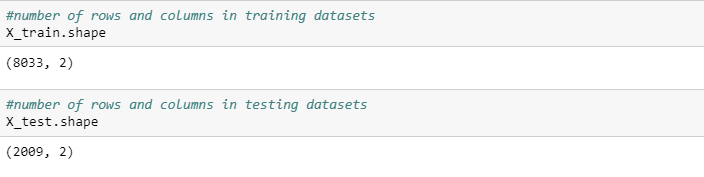 #number of rows and columns in training datasets
X_train.shape
(8033, 2)
#number of rows and columns in testing datasets
X_test.shape
(2009, 2)